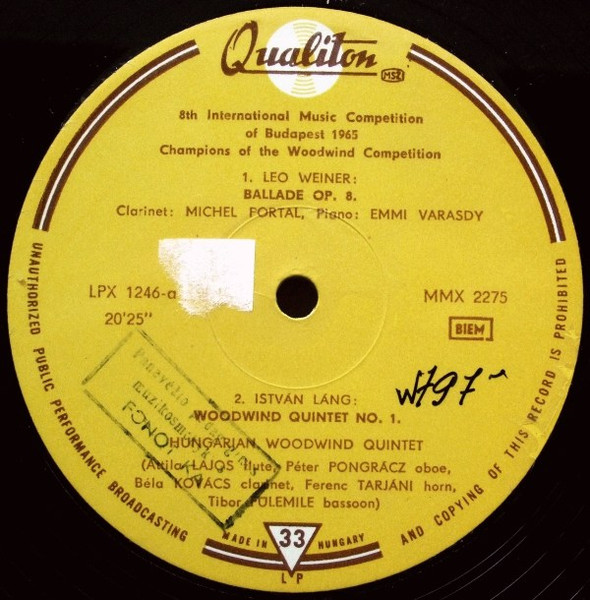 Qualiton
MSZ
8th International Music Competition
of Budapest 1965
Champions of the Woodwind Competition
1. LEO WEINER:
BALLADE OP. 8.
Clarinet: MICHEL PORTAL, Piano: EMMI VARASDY
LPX 1246-a
MMX 2275
20'25"
BIEM
2. ISTVÁN LÁNG:
WOODWIND QUINTET NO. 1.
HUNGARIAN WOODWIND QUINTET
(Attila LAJOS flute, Péter PONGRÁCZ oboe,
Béla KOVÁCS clarinet, Ferenc TARJÁNI horn,
Tibor FÜLEMILE bassoon)
UNAUTHORIZED PUBLIC PERFORMANCE BROADCASTING AND COPYING OF THIS RECORD IS PROHIBITED
MADE IN HUNGARY
33
LP